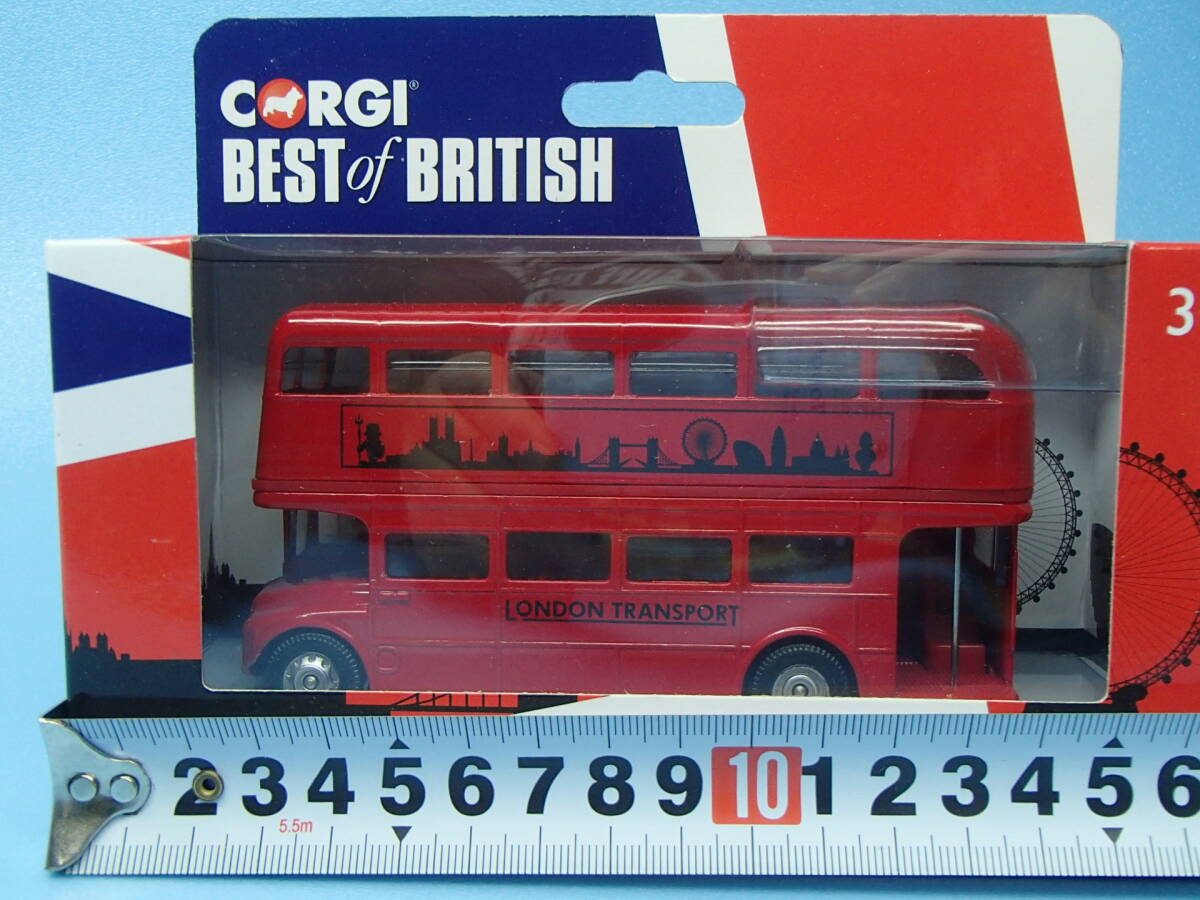 CORGI®
BEST of BRITISH
3
LONDON TRANSPORT
2 3 4 5 6 7 8 9 10 1 2 3 4 5 6
5.5m